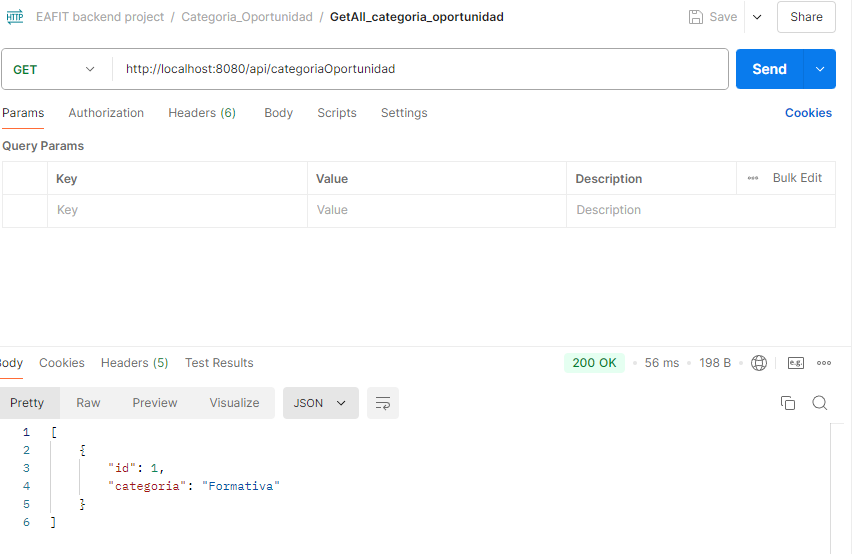 HTTP EAFIT backend project / Categoria_Oportunidad / GetAll_categoria_oportunidad Save Share
GET http://localhost:8080/api/categoriaOportunidad Send
Params Authorization Headers (6) Body Scripts Settings Cookies
Query Params
Key Value Description Bulk Edit
Key Value Description
Body Cookies Headers (5) Test Results 200 OK 56 ms 198 B e.g.
Pretty Raw Preview Visualize JSON
1 [
2 {
3 "id": 1,
4 "categoria": "Formativa"
5 }
6 ]